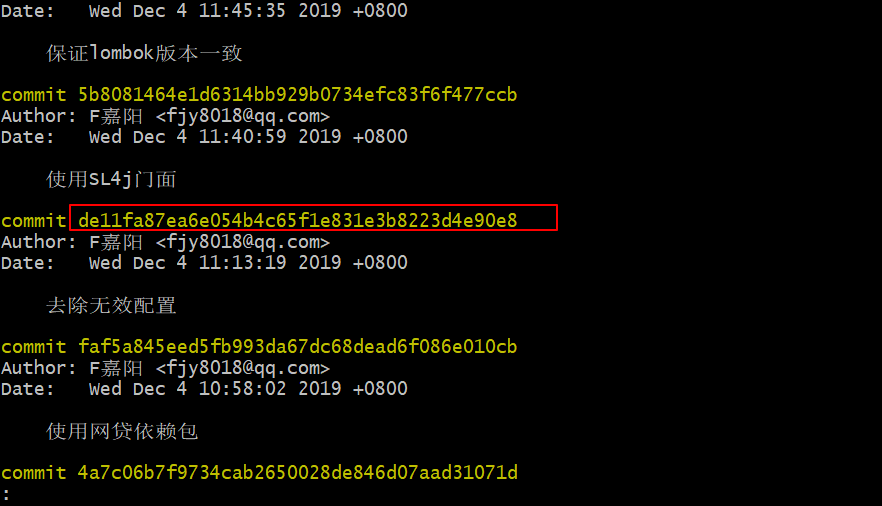 Date:   Wed Dec 4 11:45:35 2019 +0800
保证lombok版本一致
commit 5b8081464e1d6314bb929b0734efc83f6f477ccb
Author: F嘉阳 <fjy8018@qq.com>
Date:   Wed Dec 4 11:40:59 2019 +0800
使用SL4j门面
commit de11fa87ea6e054b4c65f1e831e3b8223d4e90e8
Author: F嘉阳 <fjy8018@qq.com>
Date:   Wed Dec 4 11:13:19 2019 +0800
去除无效配置
commit faf5a845eed5fb993da67dc68dead6f086e010cb
Author: F嘉阳 <fjy8018@qq.com>
Date:   Wed Dec 4 10:58:02 2019 +0800
使用网贷依赖包
commit 4a7c06b7f9734cab2650028de846d07aad31071d
: